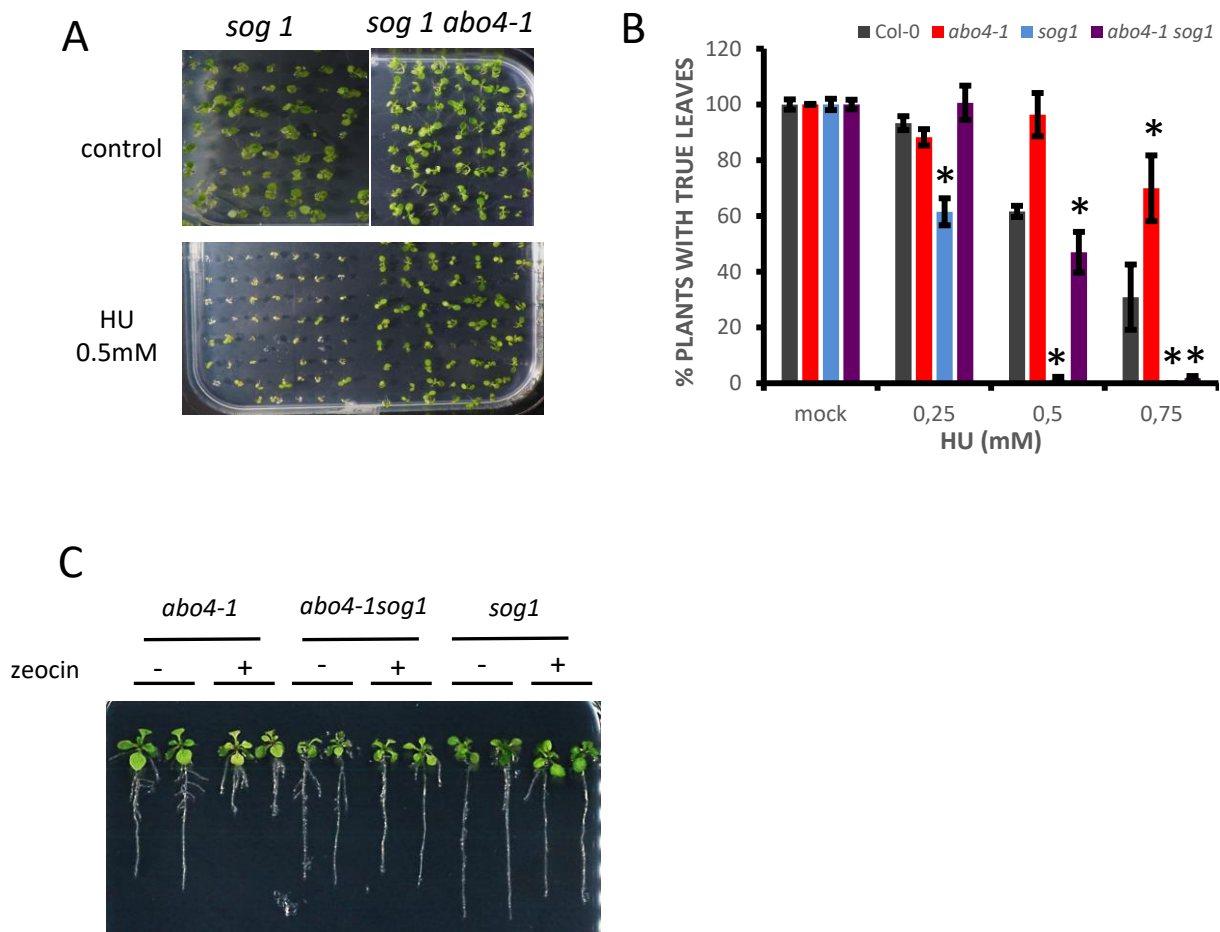 A
sog 1
sog 1 abo4-1
control
HU
0.5mM
B
Col-0 abo4-1 sog1 abo4-1 sog1
% PLANTS WITH TRUE LEAVES
120
100
80
60
40
20
0
*
*
*
*
*
*
mock 0,25 0,5 0,75
HU (mM)
C
abo4-1 abo4-1sog1 sog1
zeocin - + - + - +